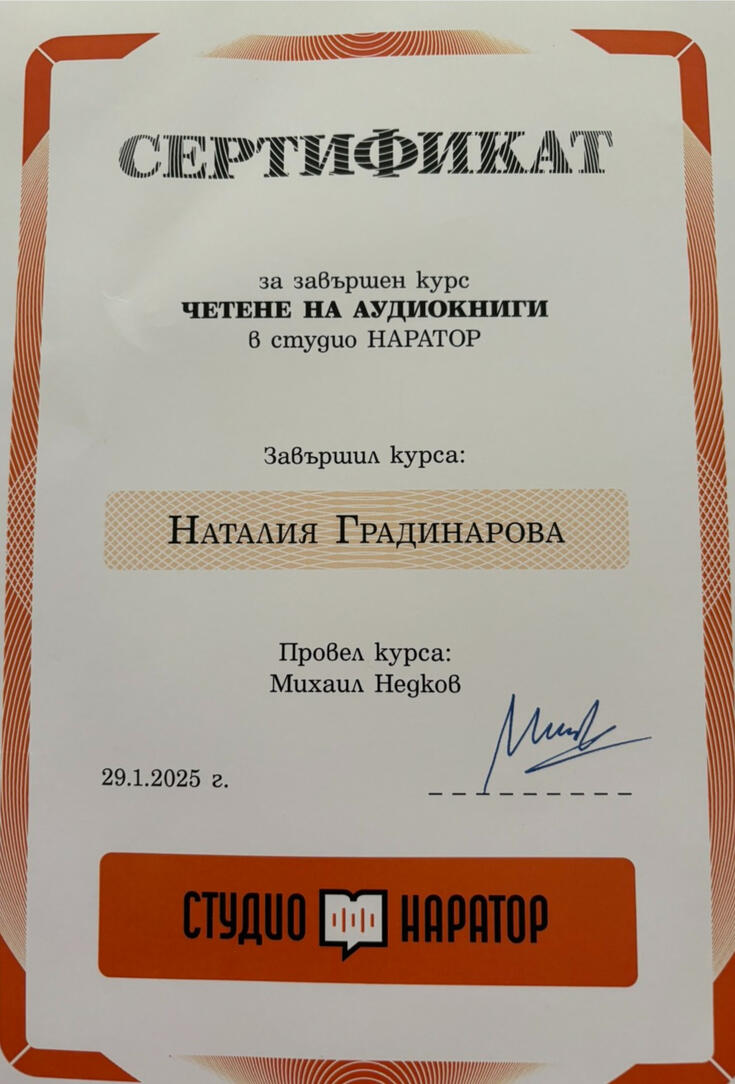 СЕРТИФИКАТ
за завършен курс
ЧЕТЕНЕ НА АУДИОКНИГИ
в студио НАРАТОР
Завършил курса:
НАТАЛИЯ ГРАДИНАРОВА
Провел курса:
Михаил Недков
29.1.2025 г.
СТУДИО НАРАТОР